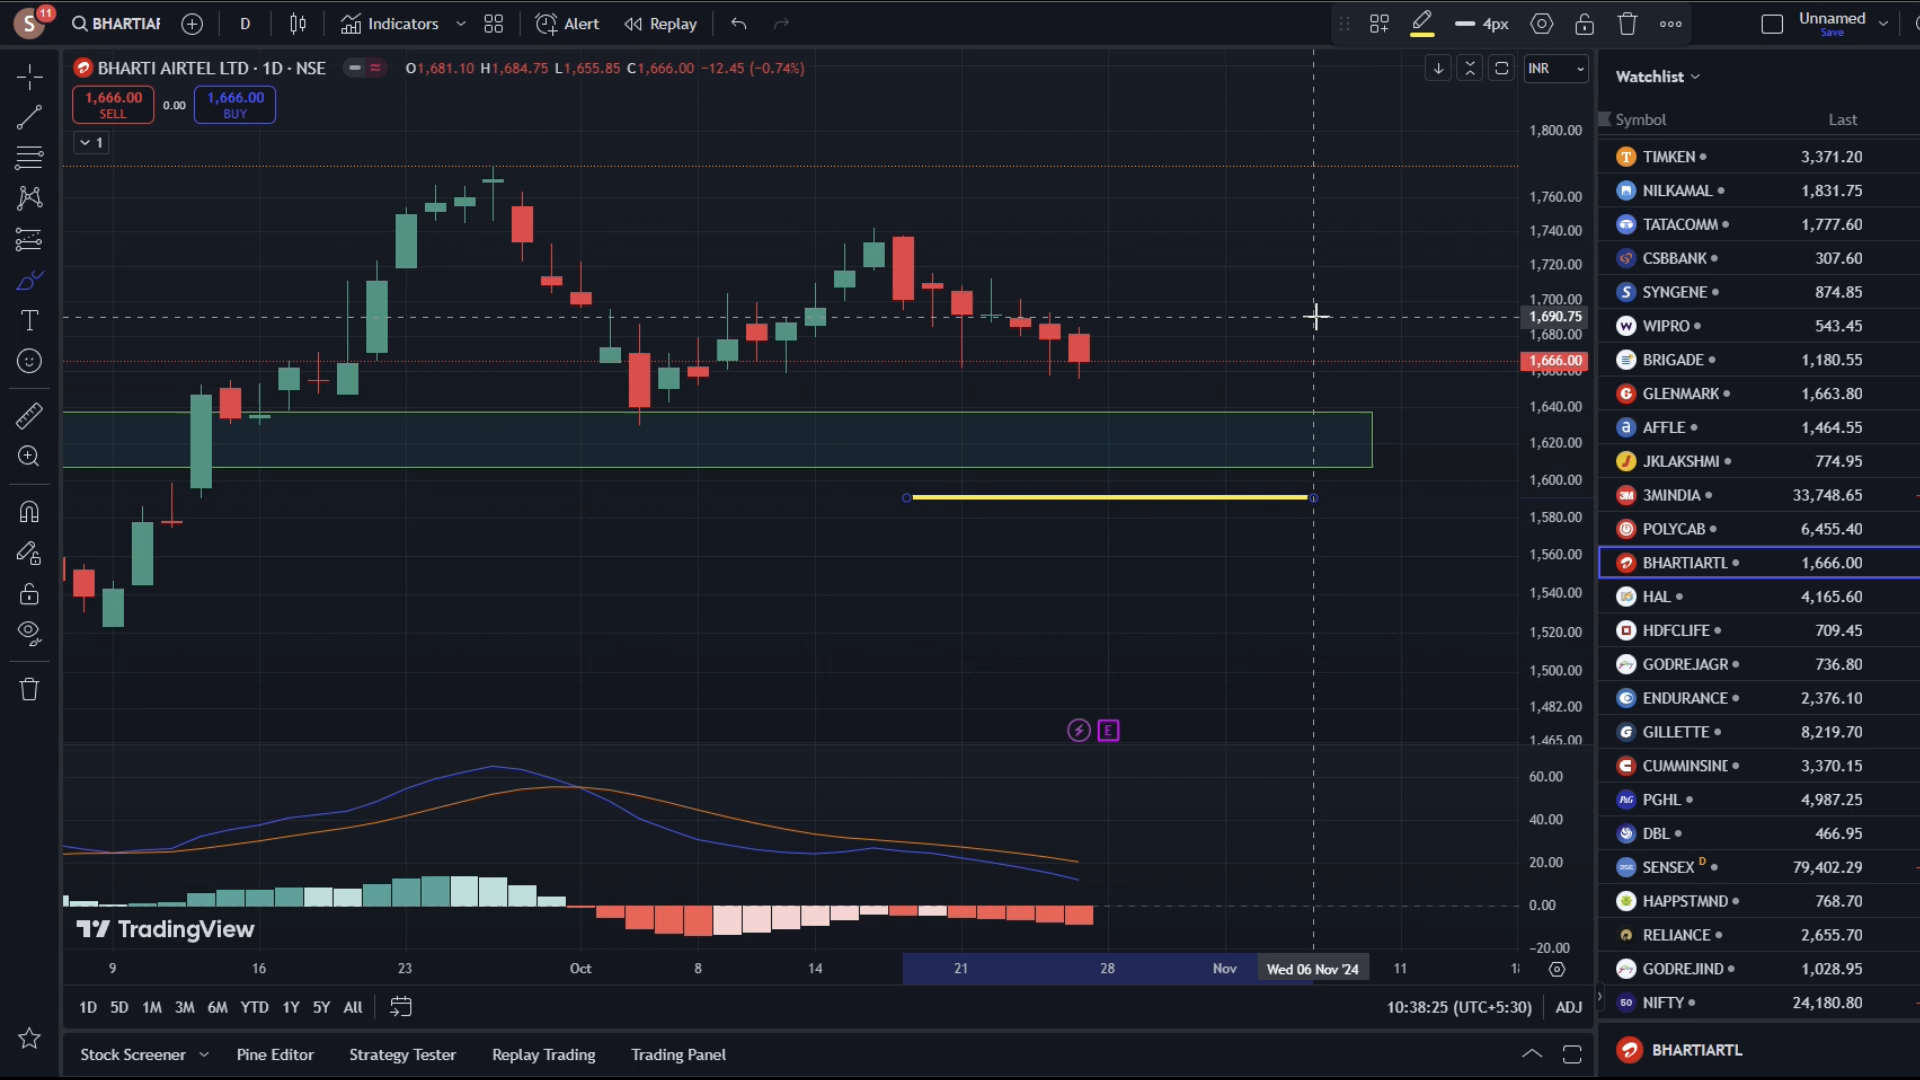 S 11 BHARTIAR D Indicators Alert Replay 4px Unnamed
Save
BHARTI AIRTEL LTD · 1D · NSE O1,681.10 H1,684.75 L1,655.85 C1,666.00 −12.45 (−0.74%) INR
1,666.00 0.00 1,666.00
SELL BUY
1
1,800.00
1,760.00
1,740.00
1,720.00
1,700.00
1,690.75
1,680.00
1,666.00
1,660.00
1,640.00
1,620.00
1,600.00
1,580.00
1,560.00
1,540.00
1,520.00
1,500.00
1,482.00
1,465.00
E
60.00
40.00
20.00
0.00
−20.00
TradingView
9 16 23 Oct 8 14 21 28 Nov Wed 06 Nov '24 11
1D 5D 1M 3M 6M YTD 1Y 5Y All 10:38:25 (UTC+5:30) ADJ
Stock Screener Pine Editor Strategy Tester Replay Trading Trading Panel
Watchlist
Symbol Last
TIMKEN 3,371.20
NILKAMAL 1,831.75
TATACOMM 1,777.60
CSBBANK 307.60
SYNGENE 874.85
WIPRO 543.45
BRIGADE 1,180.55
GLENMARK 1,663.80
AFFLE 1,464.55
JKLAKSHMI 774.95
3MINDIA 33,748.65
POLYCAB 6,455.40
BHARTIARTL 1,666.00
HAL 4,165.60
HDFCLIFE 709.45
GODREJAGR 736.80
ENDURANCE 2,376.10
GILLETTE 8,219.70
CUMMINSIND 3,370.15
PGHL 4,987.25
DBL 466.95
SENSEX D 79,402.29
HAPPSTMND 768.70
RELIANCE 2,655.70
GODREJIND 1,028.95
50 NIFTY 24,180.80
BHARTIARTL